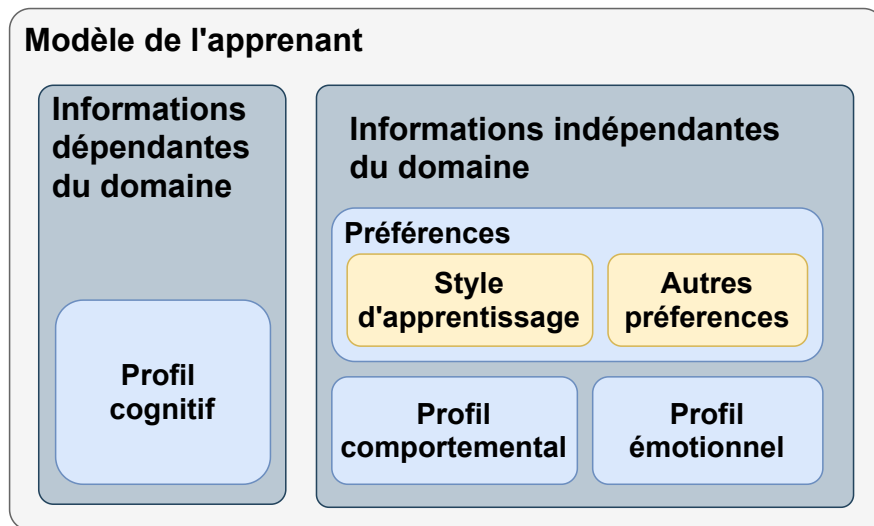 Modèle de l'apprenant
Informations
dépendantes
du domaine
Profil
cognitif
Informations indépendantes
du domaine
Préférences
Style
d'apprentissage
Autres
préferences
Profil
comportemental
Profil
émotionnel